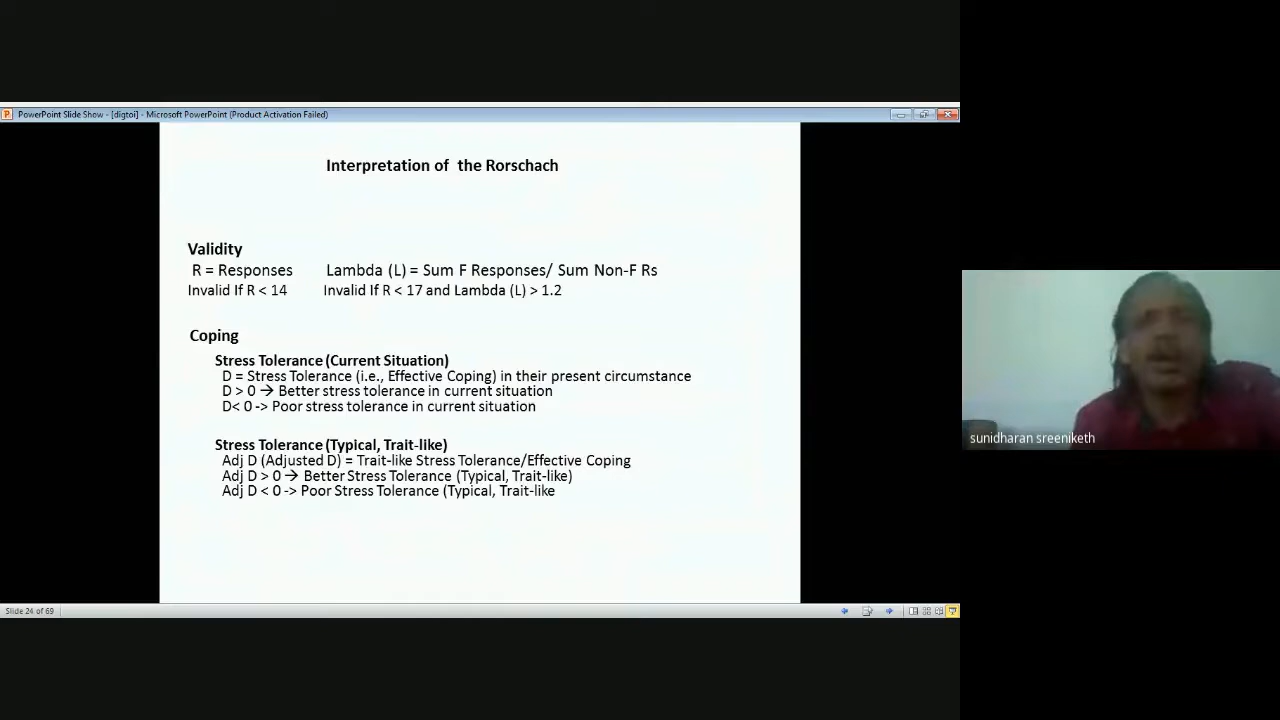 PowerPoint Slide Show - [digtoi] - Microsoft PowerPoint (Product Activation Failed)
Interpretation of the Rorschach
Validity
R = Responses Lambda (L) = Sum F Responses/ Sum Non-F Rs
Invalid If R < 14 Invalid If R < 17 and Lambda (L) > 1.2
Coping
Stress Tolerance (Current Situation)
D = Stress Tolerance (i.e., Effective Coping) in their present circumstance
D > 0 → Better stress tolerance in current situation
D< 0 -> Poor stress tolerance in current situation
Stress Tolerance (Typical, Trait-like)
Adj D (Adjusted D) = Trait-like Stress Tolerance/Effective Coping
Adj D > 0 → Better Stress Tolerance (Typical, Trait-like)
Adj D < 0 -> Poor Stress Tolerance (Typical, Trait-like
sunidharan sreeniketh
Slide 24 of 69